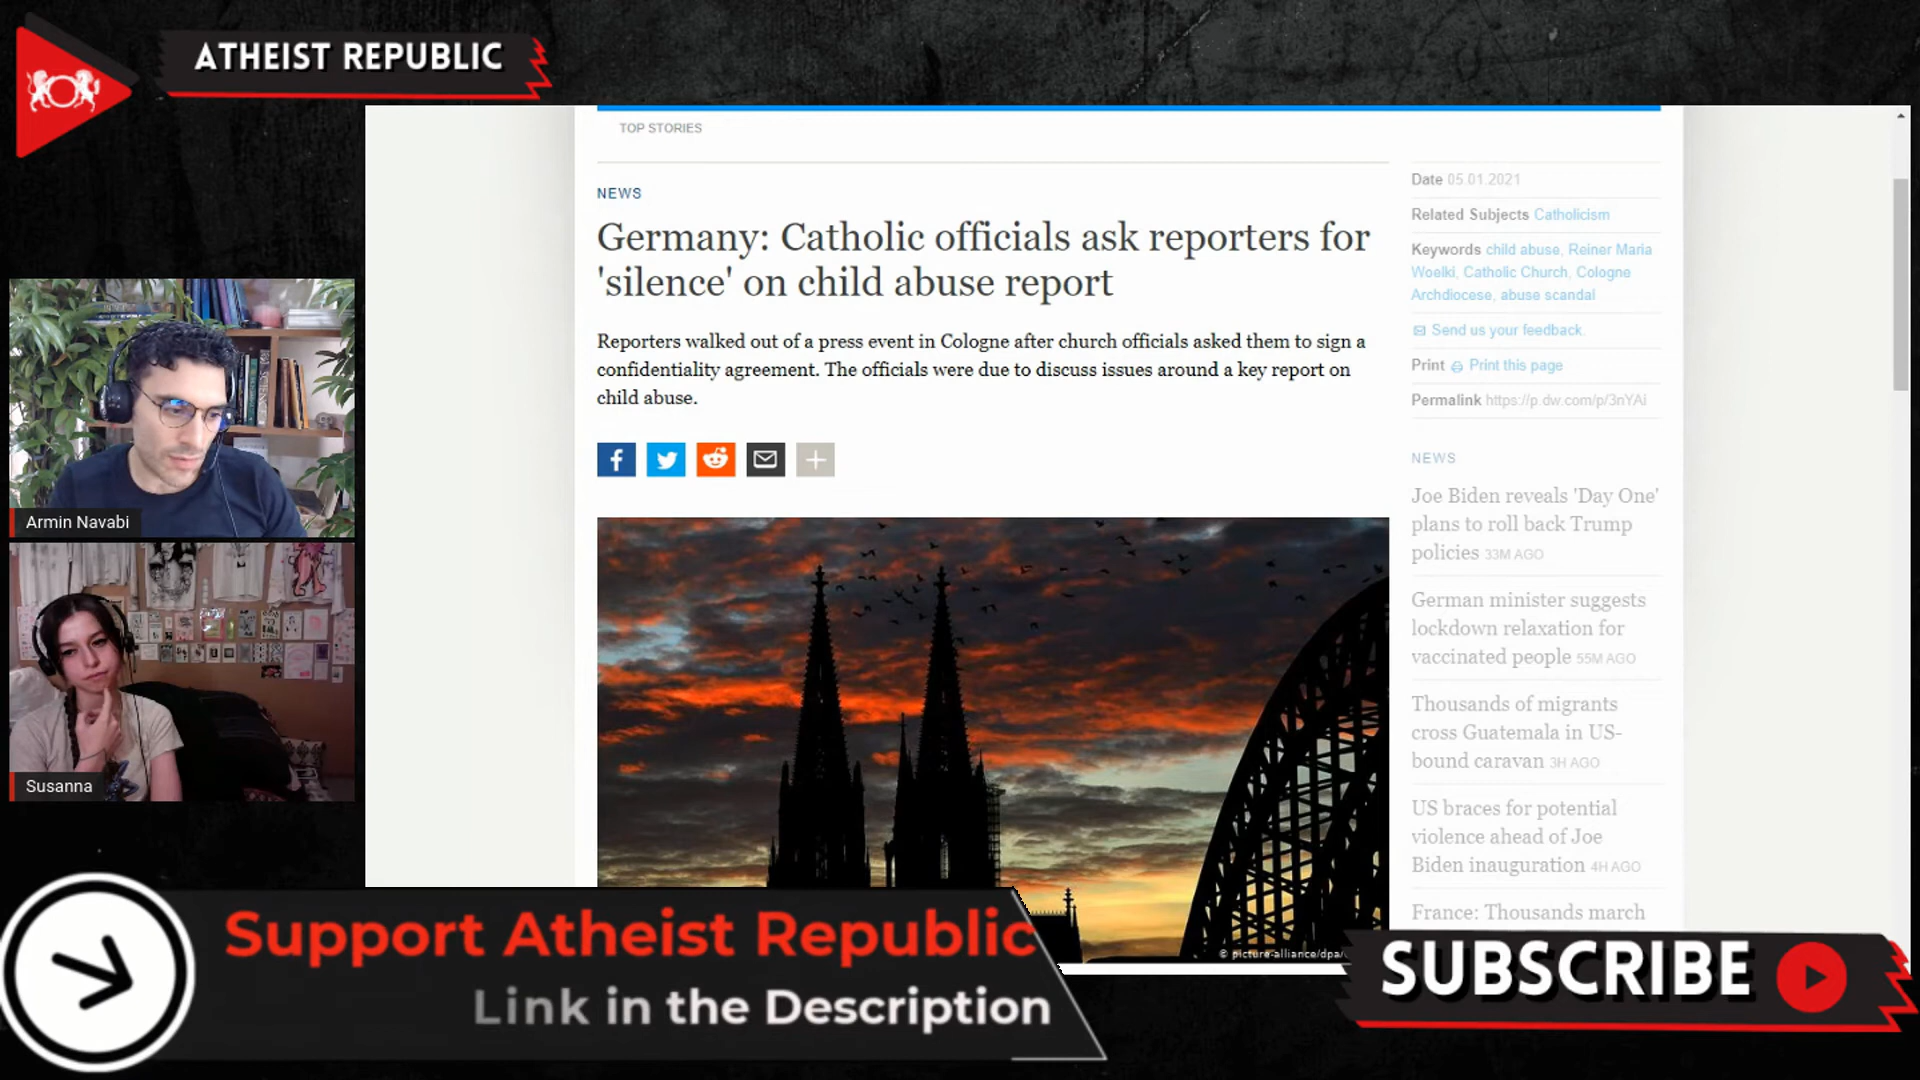 ATHEIST REPUBLIC
TOP STORIES
NEWS
Germany: Catholic officials ask reporters for
'silence' on child abuse report
Reporters walked out of a press event in Cologne after church officials asked them to sign a
confidentiality agreement. The officials were due to discuss issues around a key report on
child abuse.
Date 05.01.2021
Related Subjects Catholicism
Keywords child abuse, Reiner Maria
Woelki, Catholic Church, Cologne
Archdiocese, abuse scandal
Send us your feedback.
Print Print this page
Permalink https://p.dw.com/p/3nYAi
NEWS
Joe Biden reveals 'Day One'
plans to roll back Trump
policies 33M AGO
German minister suggests
lockdown relaxation for
vaccinated people 55M AGO
Thousands of migrants
cross Guatemala in US-
bound caravan 3H AGO
US braces for potential
violence ahead of Joe
Biden inauguration 4H AGO
France: Thousands march
© picture-alliance/dpa/
Armin Navabi
Susanna
Support Atheist Republic
Link in the Description
SUBSCRIBE